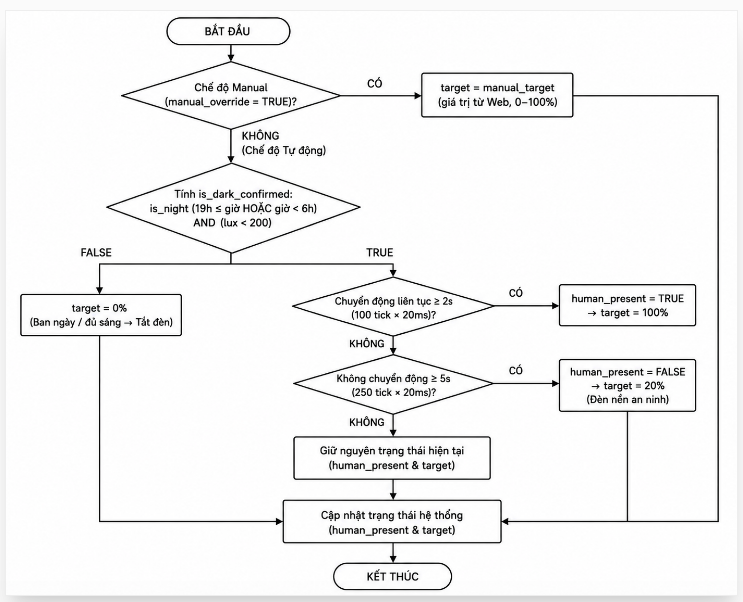 BẮT ĐẦU
Chế độ Manual
(manual_override = TRUE)?
CÓ
target = manual_target
(giá trị từ Web, 0–100%)
KHÔNG
(Chế độ Tự động)
Tính is_dark_confirmed:
is_night (19h ≤ giờ HOẶC giờ < 6h)
AND (lux < 200)
FALSE
TRUE
target = 0%
(Ban ngày / đủ sáng → Tắt đèn)
Chuyển động liên tục ≥ 2s
(100 tick × 20ms)?
CÓ
human_present = TRUE
→ target = 100%
KHÔNG
Không chuyển động ≥ 5s
(250 tick × 20ms)?
CÓ
human_present = FALSE
→ target = 20%
(Đèn nền an ninh)
KHÔNG
Giữ nguyên trạng thái hiện tại
(human_present & target)
Cập nhật trạng thái hệ thống
(human_present & target)
KẾT THÚC